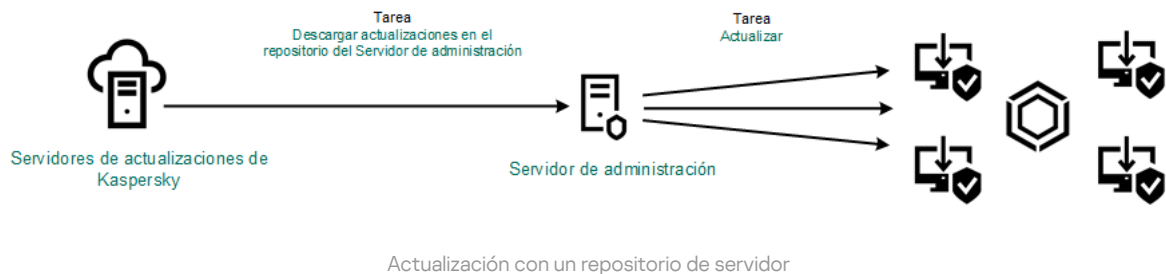 Tarea
Descargar actualizaciones en el
repositorio del Servidor de administración
Tarea
Actualizar
Servidores de actualizaciones de
Kaspersky
Servidor de administración
Actualización con un repositorio de servidor